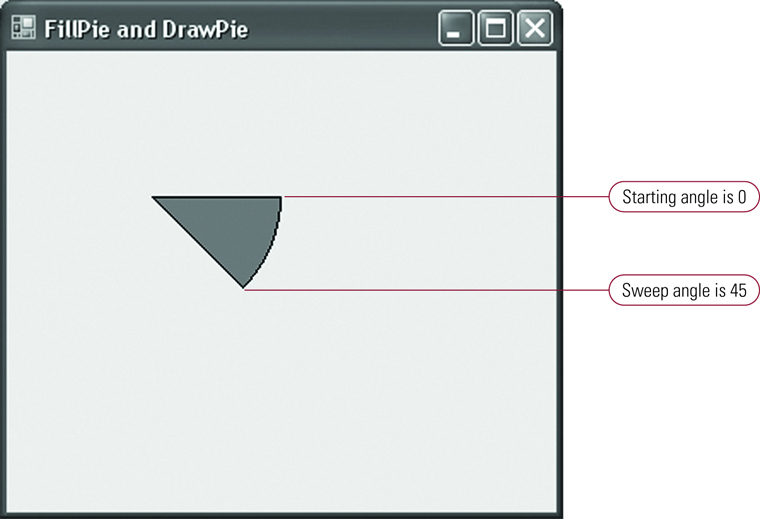 FillPie and DrawPie
Starting angle is 0
Sweep angle is 45